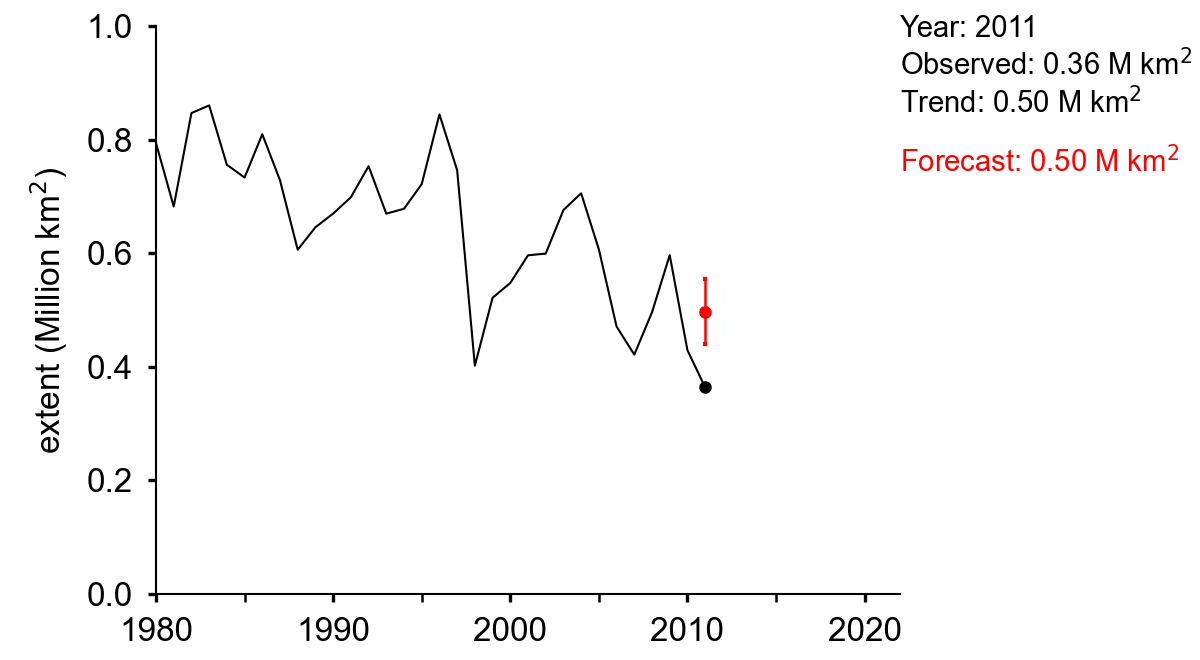 Year: 2011
Observed: 0.36 M km²
Trend: 0.50 M km²
Forecast: 0.50 M km²
extent (Million km²)
1.0
0.8
0.6
0.4
0.2
0.0
1980 1990 2000 2010 2020